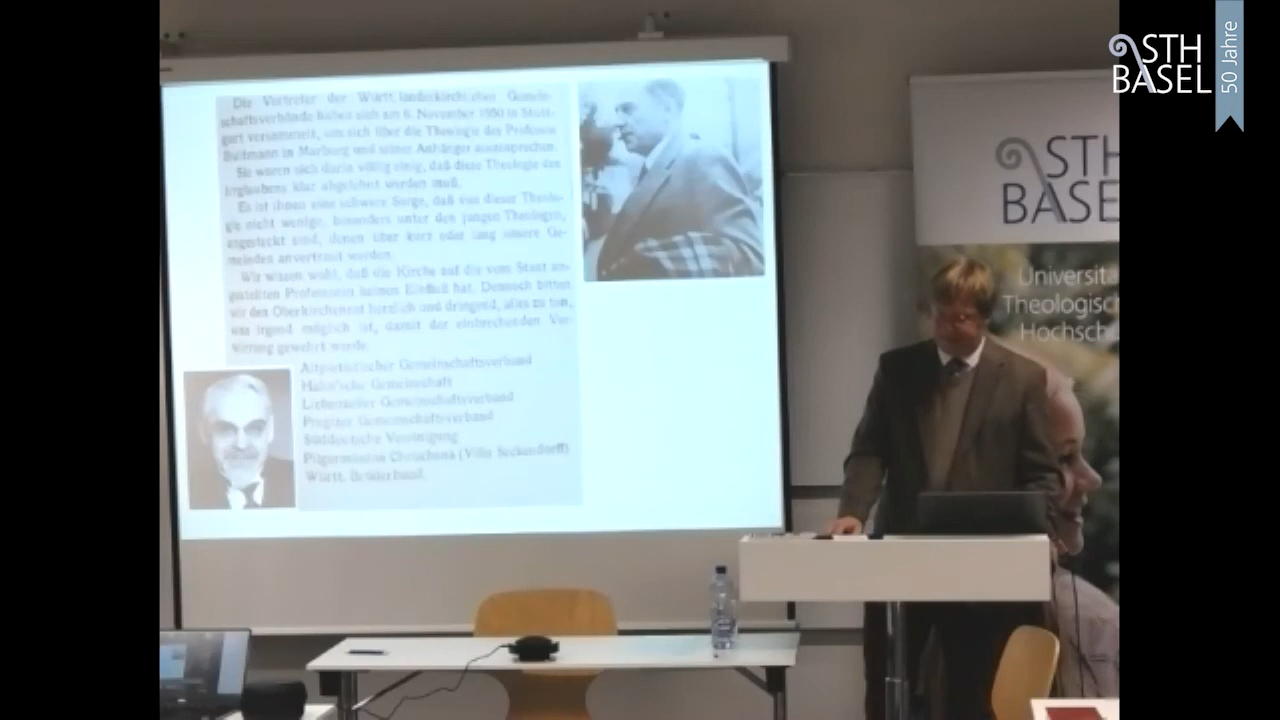 Die Vertreter der Württ. landeskirchlichen Gemein-
schaftsverbände haben sich am 6. November 1950 in Stutt-
gart versammelt, um sich über die Theologie des Professor
Bultmann in Marburg und seiner Anhänger auszusprechen.
Sie waren sich darin völlig einig, daß diese Theologie des
Irrglaubens klar abgelehnt werden muß.
Es ist ihnen eine schwere Sorge, daß von dieser Theolo-
gie nicht wenige, besonders unter den jungen Theologen,
angesteckt sind, denen über kurz oder lang unsere Ge-
meinden anvertraut werden.
Wir wissen wohl, daß die Kirche auf die vom Staat an-
gestellten Professoren keinen Einfluß hat. Dennoch bitten
wir den Oberkirchenrat herzlich und dringend, alles zu tun,
was irgend möglich ist, damit der einbrechenden Ver-
wirrung gewehrt werde.
Altpietistischer Gemeinschaftsverband
Hahn'sche Gemeinschaft
Liebenzeller Gemeinschaftsverband
Pregizer Gemeinschaftsverband
Süddeutsche Vereinigung
Pilgermission Chrischona (Villa Seckendorff)
Württ. Brüderbund.
STH
BASE
Universita
Theologisc
Hochsch
STH
BASEL
50 Jahre